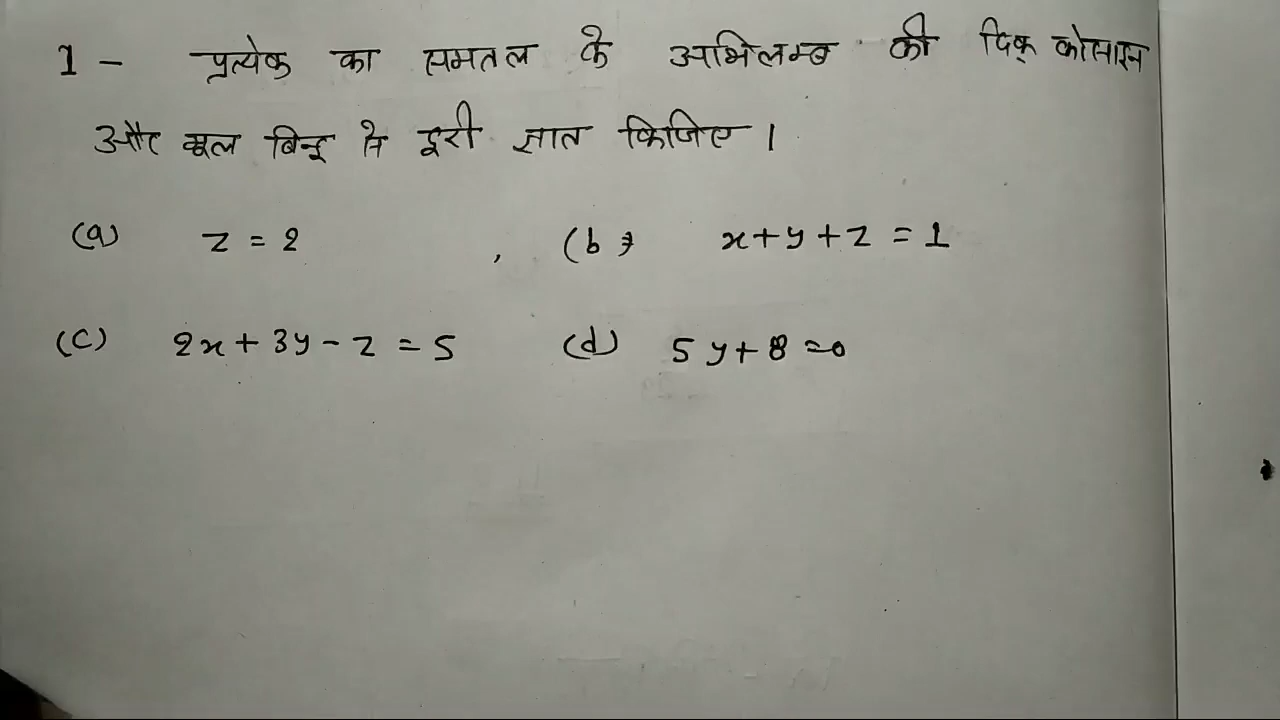 1 - प्रत्येक का समतल के अभिलम्ब की दिक् कोसाइन
और मूल बिन्दू से दूरी ज्ञात किजिए ।
(a) z = 2 , (b) x + y + z = 1
(c) 2x + 3y - z = 5 (d) 5y + 8 = 0